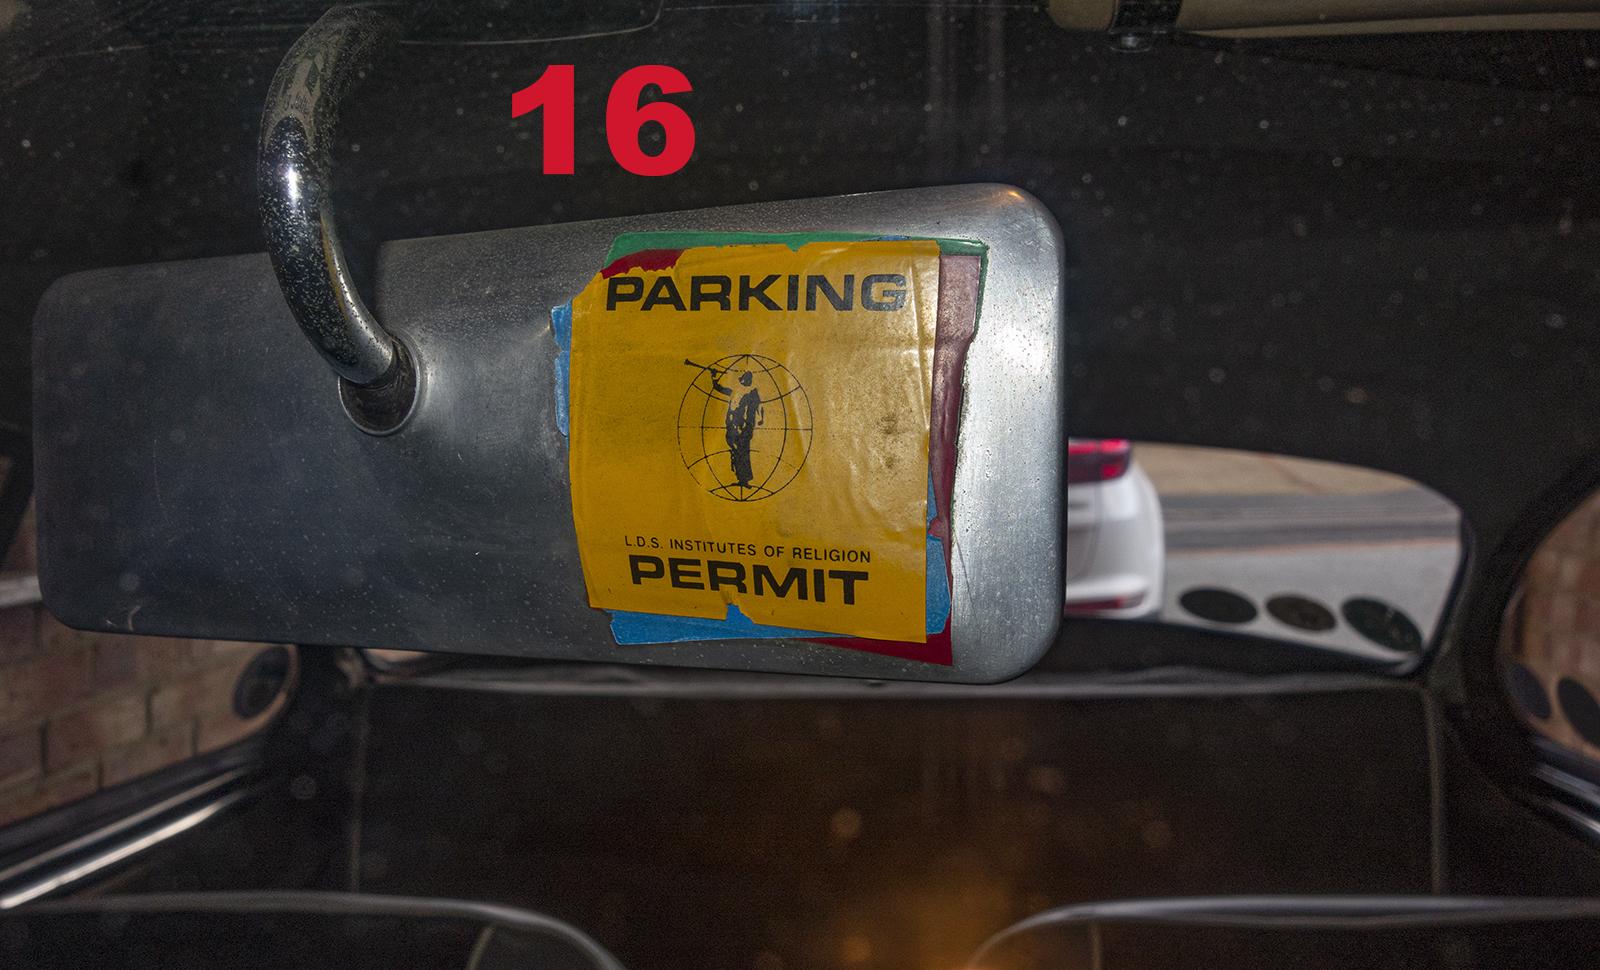 16
PARKING
L.D.S. INSTITUTES OF RELIGION
PERMIT